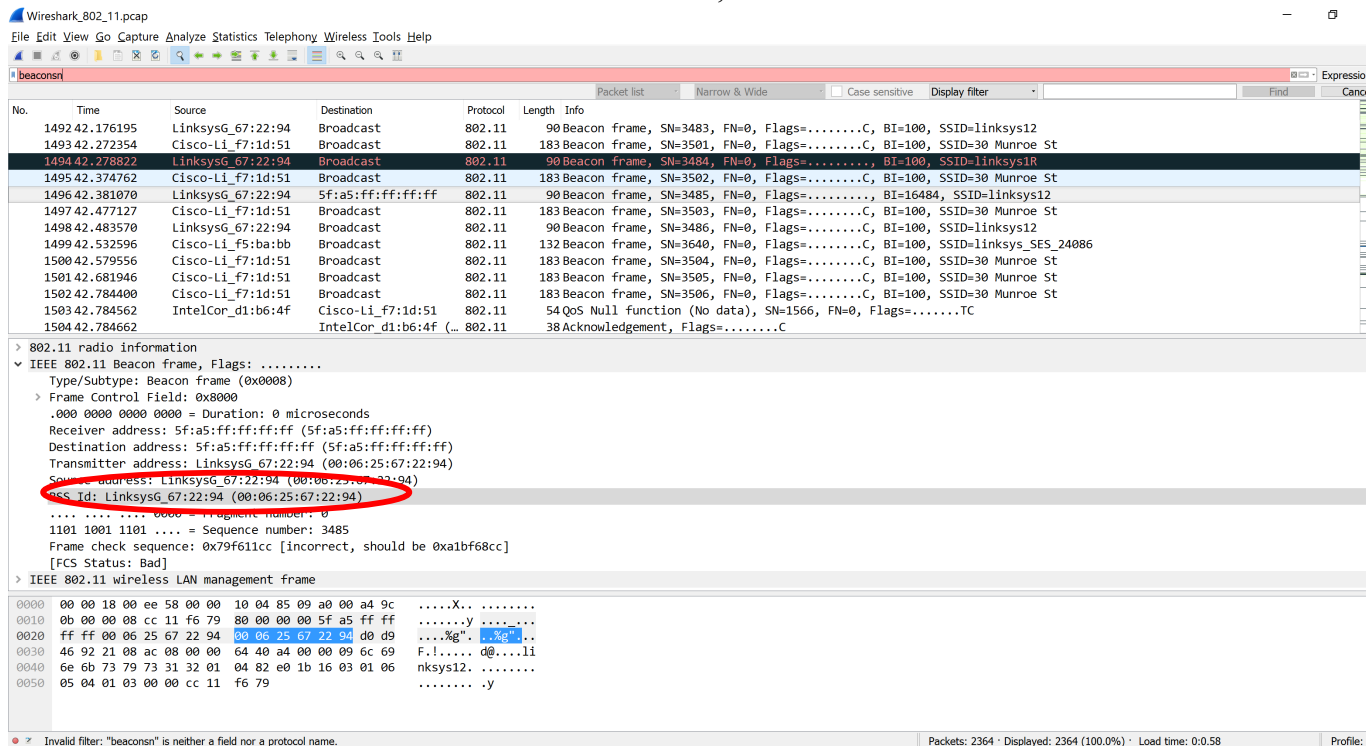 Wireshark_802_11.pcap
File Edit View Go Capture Analyze Statistics Telephony Wireless Tools Help
beaconsn Expressio
Packet list Narrow & Wide Case sensitive Display filter Find Cance
No. Time Source Destination Protocol Length Info
1492 42.176195 LinksysG_67:22:94 Broadcast 802.11 90 Beacon frame, SN=3483, FN=0, Flags=........C, BI=100, SSID=linksys12
1493 42.272354 Cisco-Li_f7:1d:51 Broadcast 802.11 183 Beacon frame, SN=3501, FN=0, Flags=........C, BI=100, SSID=30 Munroe St
1494 42.278822 LinksysG_67:22:94 Broadcast 802.11 90 Beacon frame, SN=3484, FN=0, Flags=........., BI=100, SSID=linksys1R
1495 42.374762 Cisco-Li_f7:1d:51 Broadcast 802.11 183 Beacon frame, SN=3502, FN=0, Flags=........C, BI=100, SSID=30 Munroe St
1496 42.381070 LinksysG_67:22:94 5f:a5:ff:ff:ff:ff 802.11 90 Beacon frame, SN=3485, FN=0, Flags=........., BI=16484, SSID=linksys12
1497 42.477127 Cisco-Li_f7:1d:51 Broadcast 802.11 183 Beacon frame, SN=3503, FN=0, Flags=........C, BI=100, SSID=30 Munroe St
1498 42.483570 LinksysG_67:22:94 Broadcast 802.11 90 Beacon frame, SN=3486, FN=0, Flags=........C, BI=100, SSID=linksys12
1499 42.532596 Cisco-Li_f5:ba:bb Broadcast 802.11 132 Beacon frame, SN=3640, FN=0, Flags=........C, BI=100, SSID=linksys_SES_24086
1500 42.579556 Cisco-Li_f7:1d:51 Broadcast 802.11 183 Beacon frame, SN=3504, FN=0, Flags=........C, BI=100, SSID=30 Munroe St
1501 42.681946 Cisco-Li_f7:1d:51 Broadcast 802.11 183 Beacon frame, SN=3505, FN=0, Flags=........C, BI=100, SSID=30 Munroe St
1502 42.784400 Cisco-Li_f7:1d:51 Broadcast 802.11 183 Beacon frame, SN=3506, FN=0, Flags=........C, BI=100, SSID=30 Munroe St
1503 42.784562 IntelCor_d1:b6:4f Cisco-Li_f7:1d:51 802.11 54 QoS Null function (No data), SN=1566, FN=0, Flags=.......TC
1504 42.784662 IntelCor_d1:b6:4f (… 802.11 38 Acknowledgement, Flags=........C
> 802.11 radio information
IEEE 802.11 Beacon frame, Flags: .........
Type/Subtype: Beacon frame (0x0008)
> Frame Control Field: 0x8000
.000 0000 0000 0000 = Duration: 0 microseconds
Receiver address: 5f:a5:ff:ff:ff:ff (5f:a5:ff:ff:ff:ff)
Destination address: 5f:a5:ff:ff:ff:ff (5f:a5:ff:ff:ff:ff)
Transmitter address: LinksysG_67:22:94 (00:06:25:67:22:94)
Source address: LinksysG_67:22:94 (00:06:25:67:22:94)
BSS Id: LinksysG_67:22:94 (00:06:25:67:22:94)
.... .... .... 0000 = Fragment number: 0
1101 1001 1101 .... = Sequence number: 3485
Frame check sequence: 0x79f611cc [incorrect, should be 0xa1bf68cc]
[FCS Status: Bad]
> IEEE 802.11 wireless LAN management frame
0000 00 00 18 00 ee 58 00 00 10 04 85 09 a0 00 a4 9c .....X.. ........
0010 0b 00 00 08 cc 11 f6 79 80 00 00 00 5f a5 ff ff .......y ...._...
0020 ff ff 00 06 25 67 22 94 00 06 25 67 22 94 d0 d9 ....%g". ..%g"...
0030 46 92 21 08 ac 08 00 00 64 40 a4 00 00 09 6c 69 F.!..... d@....li
0040 6e 6b 73 79 73 31 32 01 04 82 e0 1b 16 03 01 06 nksys12. ........
0050 05 04 01 03 00 00 cc 11 f6 79 ........ .y
Invalid filter: "beaconsn" is neither a field nor a protocol name. Packets: 2364 · Displayed: 2364 (100.0%) · Load time: 0:0.58 Profile: